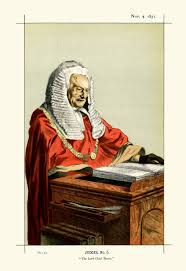 Nov. 4. 1871.
JUDGES, No. 5.
"The Lord Chief Baron."